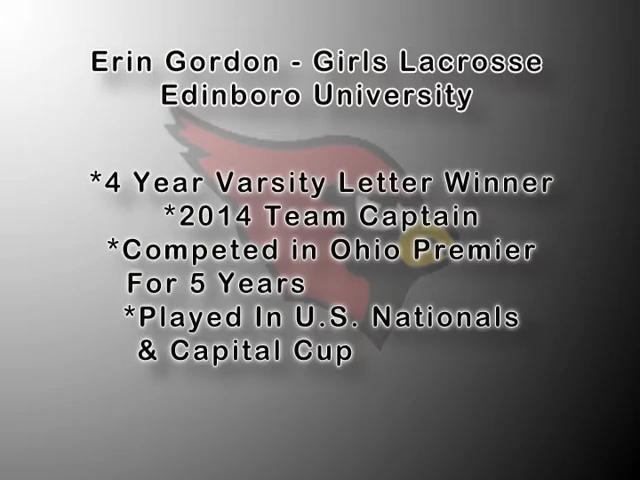 Erin Gordon - Girls Lacrosse
Edinboro University
*4 Year Varsity Letter Winner
*2014 Team Captain
*Competed in Ohio Premier
For 5 Years
*Played In U.S. Nationals
& Capital Cup